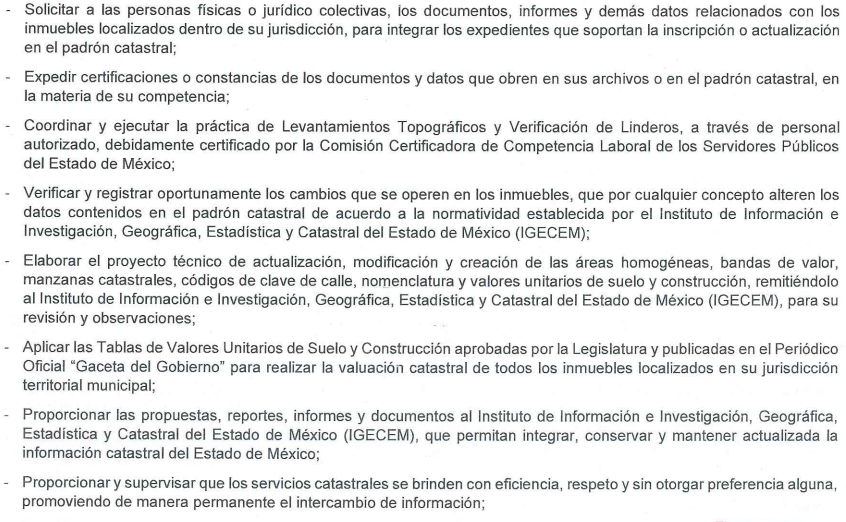 - Solicitar a las personas físicas o jurídico colectivas, los documentos, informes y demás datos relacionados con los
inmuebles localizados dentro de su jurisdicción, para integrar los expedientes que soportan la inscripción o actualización
en el padrón catastral;
- Expedir certificaciones o constancias de los documentos y datos que obren en sus archivos o en el padrón catastral, en
la materia de su competencia;
- Coordinar y ejecutar la práctica de Levantamientos Topográficos y Verificación de Linderos, a través de personal
autorizado, debidamente certificado por la Comisión Certificadora de Competencia Laboral de los Servidores Públicos
del Estado de México;
- Verificar y registrar oportunamente los cambios que se operen en los inmuebles, que por cualquier concepto alteren los
datos contenidos en el padrón catastral de acuerdo a la normatividad establecida por el Instituto de Información e
Investigación, Geográfica, Estadística y Catastral del Estado de México (IGECEM);
- Elaborar el proyecto técnico de actualización, modificación y creación de las áreas homogéneas, bandas de valor,
manzanas catastrales, códigos de clave de calle, nomenclatura y valores unitarios de suelo y construcción, remitiéndolo
al Instituto de Información e Investigación, Geográfica, Estadística y Catastral del Estado de México (IGECEM), para su
revisión y observaciones;
- Aplicar las Tablas de Valores Unitarios de Suelo y Construcción aprobadas por la Legislatura y publicadas en el Periódico
Oficial “Gaceta del Gobierno” para realizar la valuación catastral de todos los inmuebles localizados en su jurisdicción
territorial municipal;
- Proporcionar las propuestas, reportes, informes y documentos al Instituto de Información e Investigación, Geográfica,
Estadística y Catastral del Estado de México (IGECEM), que permitan integrar, conservar y mantener actualizada la
información catastral del Estado de México;
- Proporcionar y supervisar que los servicios catastrales se brinden con eficiencia, respeto y sin otorgar preferencia alguna,
promoviendo de manera permanente el intercambio de información;